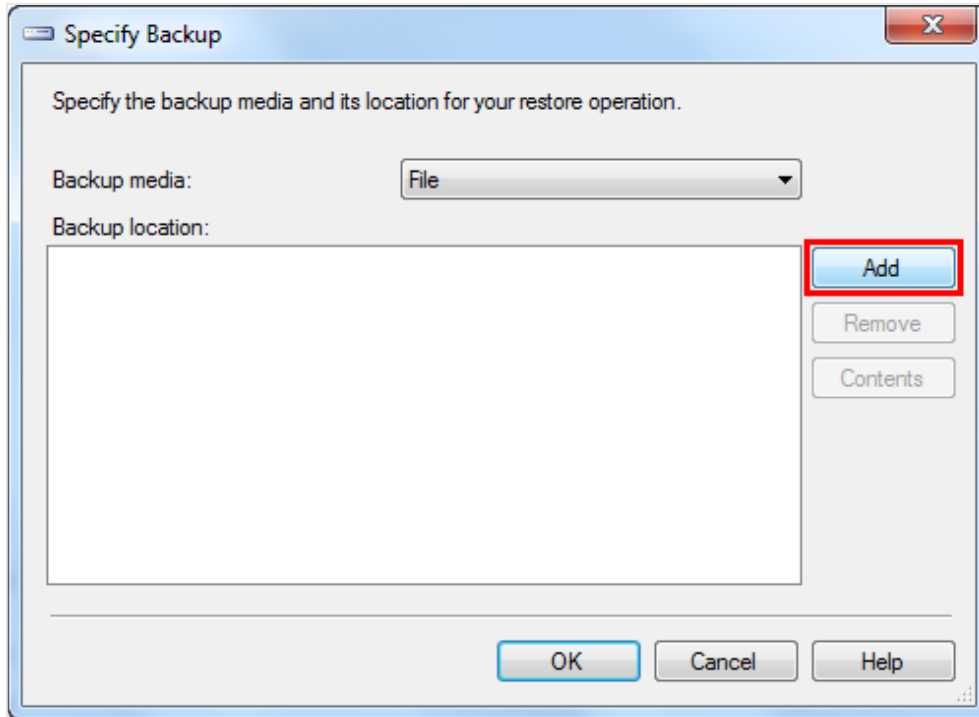 Specify Backup
Specify the backup media and its location for your restore operation.
Backup media:
File
Backup location:
Add
Remove
Contents
OK
Cancel
Help